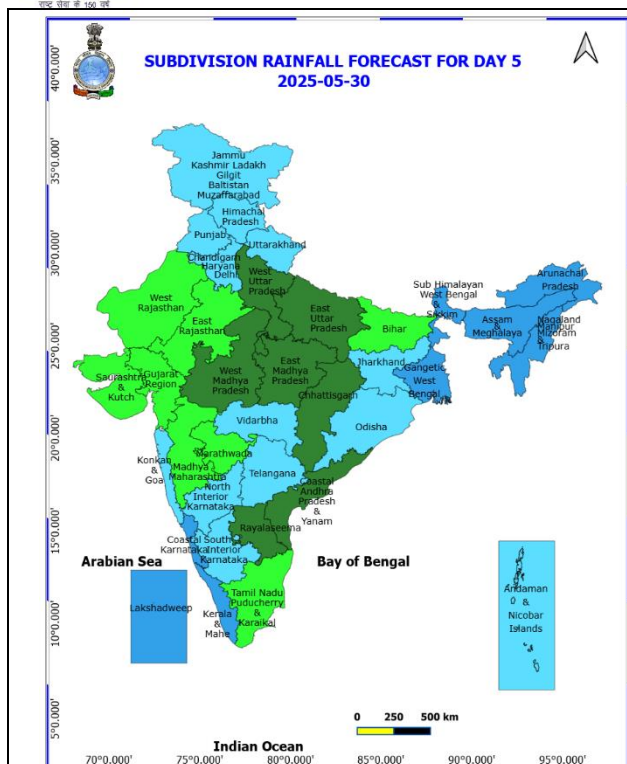 राष्ट्र सेवा के 150 वर्ष
SUBDIVISION RAINFALL FORECAST FOR DAY 5
2025-05-30
40°0.000'
35°0.000'
30°0.000'
25°0.000'
20°0.000'
15°0.000'
10°0.000'
5°0.000'
Jammu
Kashmir Ladakh
Gilgit
Baltistan
Muzaffarabad
Himachal
Pradesh
Punjab
Uttarakhand
Chandigarh
Haryana
Delhi
West
Uttar
Pradesh
East
Uttar
Pradesh
West
Rajasthan
East
Rajasthan
Bihar
Sub Himalayan
West Bengal
&
Sikkim
Arunachal
Pradesh
Assam
&
Meghalaya
Nagaland
Manipur
Mizoram &
Tripura
Saurashtra
&
Kutch
Gujarat
Region
West
Madhya
Pradesh
East
Madhya
Pradesh
Jharkhand
Gangetic
West
Bengal
Chhattisgarh
Vidarbha
Odisha
Konkan
&
Goa
Madhya
Maharashtra
Marathwada
Telangana
North
Interior
Karnataka
Coastal
Andhra
Pradesh
&
Yanam
Rayalaseema
Coastal
Karnataka
South
Interior
Karnataka
Arabian Sea
Bay of Bengal
Lakshadweep
Kerala
&
Mahe
Tamil Nadu
Puducherry
&
Karaikal
Andaman
&
Nicobar
Islands
0 250 500 km
Indian Ocean
70°0.000' 75°0.000' 80°0.000' 85°0.000' 90°0.000' 95°0.000'